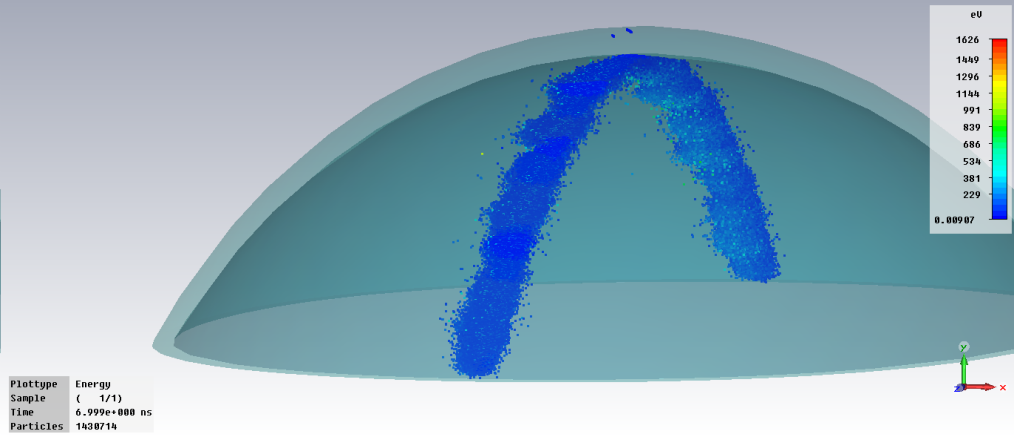 eV
1626
1449
1296
1144
991
839
686
534
381
229
0.00907
y
x
z
Plottype Energy
Sample ( 1/1)
Time 6.999e+000 ns
Particles 1430714